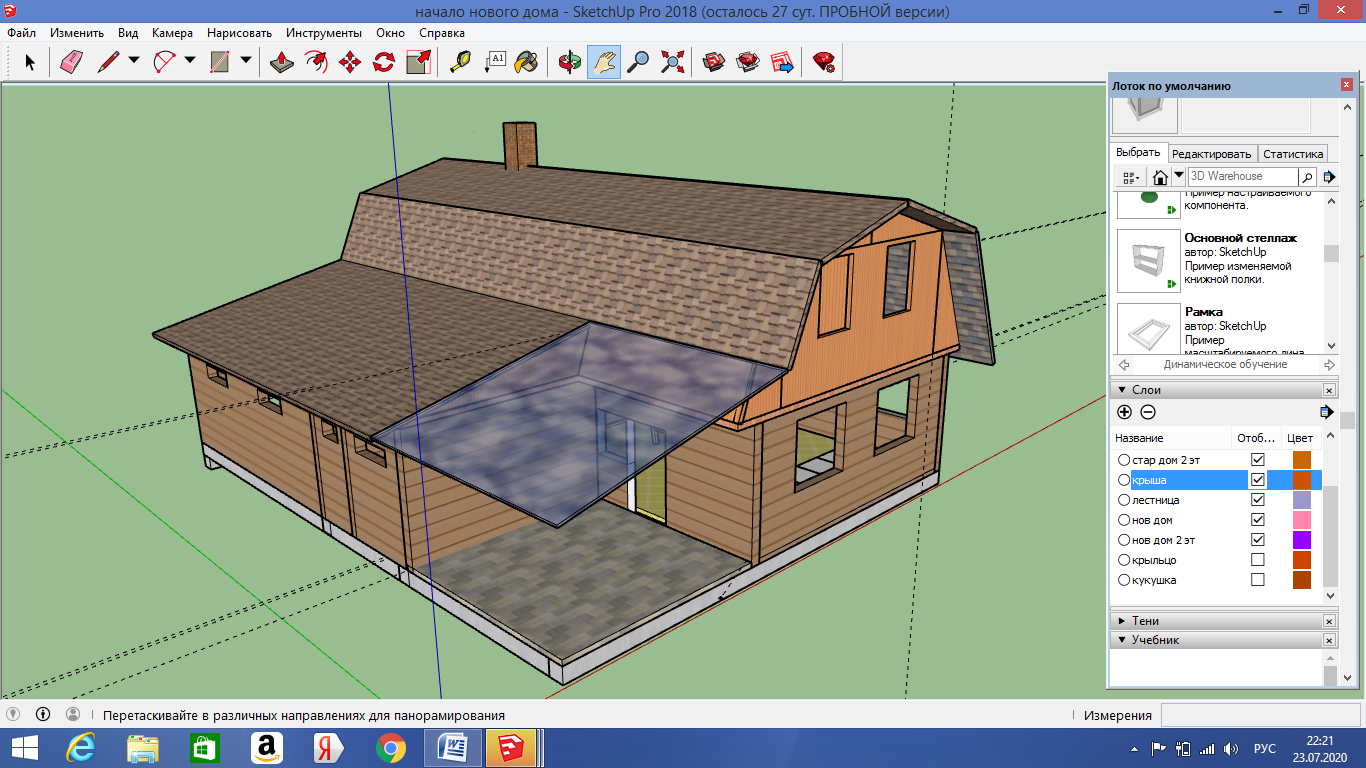 начало нового дома - SketchUp Pro 2018 (осталось 27 сут. ПРОБНОЙ версии)
Файл Изменить Вид Камера Нарисовать Инструменты Окно Справка
A1
Лоток по умолчанию
Выбрать Редактировать Статистика
3D Warehouse
Пример настраиваемого
компонента.
Основной стеллаж
автор: SketchUp
Пример изменяемой
книжной полки.
Рамка
автор: SketchUp
Пример
масштабируемого дина
Динамическое обучение
Слои
Название Отоб... Цвет
стар дом 2 эт
крыша
лестница
нов дом
нов дом 2 эт
крыльцо
кукушка
Тени
Учебник
Перетаскивайте в различных направлениях для панорамирования
Измерения
РУС
22:21
23.07.2020